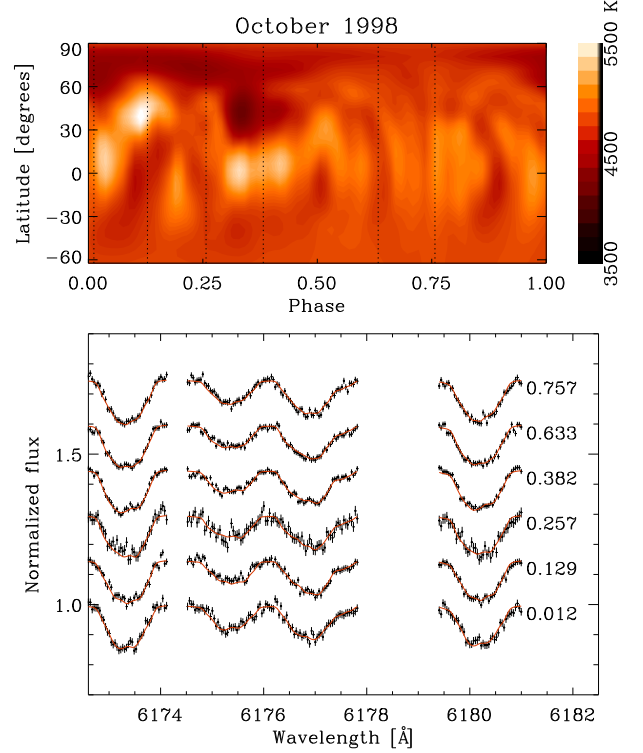 October 1998
90
60
30
0
−30
−60
Latitude [degrees]
0.00 0.25 0.50 0.75 1.00
Phase
5500 K
4500
3500
1.5
1.0
Normalized flux
0.757
0.633
0.382
0.257
0.129
0.012
6174 6176 6178 6180 6182
Wavelength [Å]